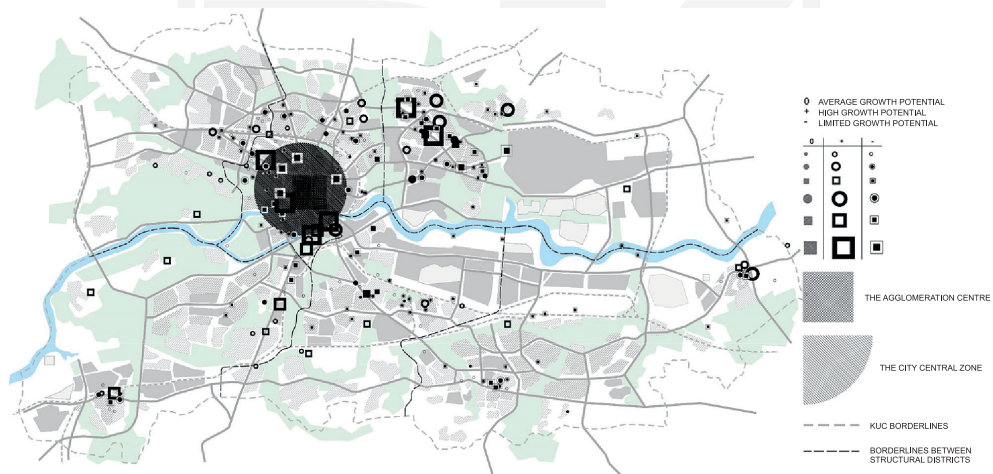 0 AVERAGE GROWTH POTENTIAL
+ HIGH GROWTH POTENTIAL
- LIMITED GROWTH POTENTIAL
0 + -
THE AGGLOMERATION CENTRE
THE CITY CENTRAL ZONE
KUC BORDERLINES
BORDERLINES BETWEEN
STRUCTURAL DISTRICTS